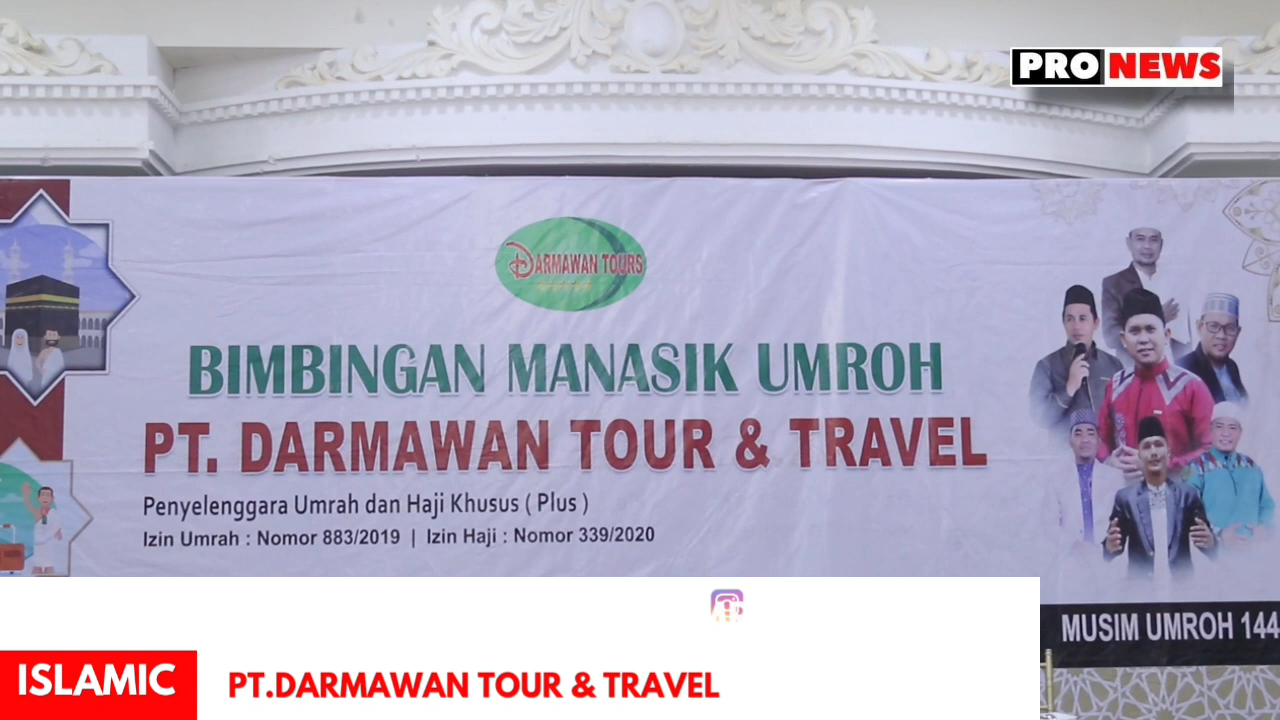 PRO NEWS
DARMAWAN TOURS
BIMBINGAN MANASIK UMROH
PT. DARMAWAN TOUR & TRAVEL
Penyelenggara Umrah dan Haji Khusus ( Plus )
Izin Umrah : Nomor 883/2019 | Izin Haji : Nomor 339/2020
MUSIM UMROH 144
ISLAMIC
PT.DARMAWAN TOUR & TRAVEL